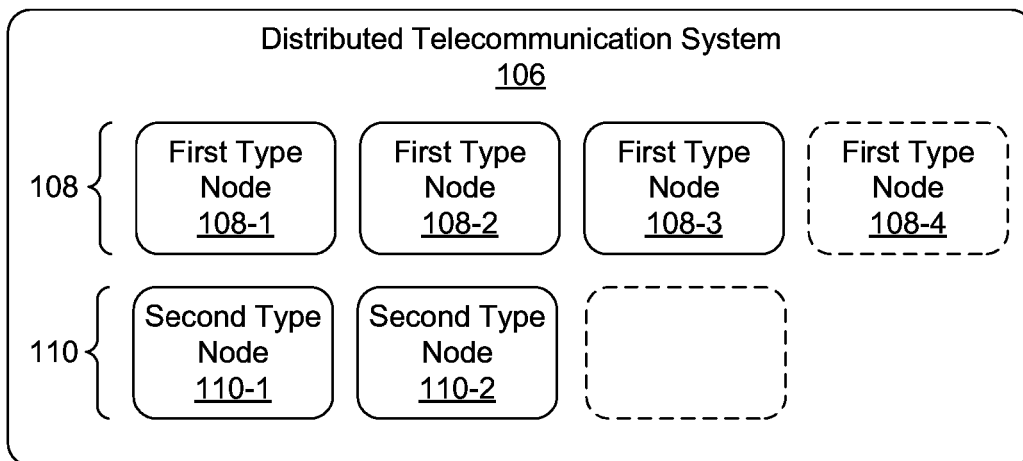 Distributed Telecommunication System
106
108
First Type
Node
108-1
First Type
Node
108-2
First Type
Node
108-3
First Type
Node
108-4
110
Second Type
Node
110-1
Second Type
Node
110-2